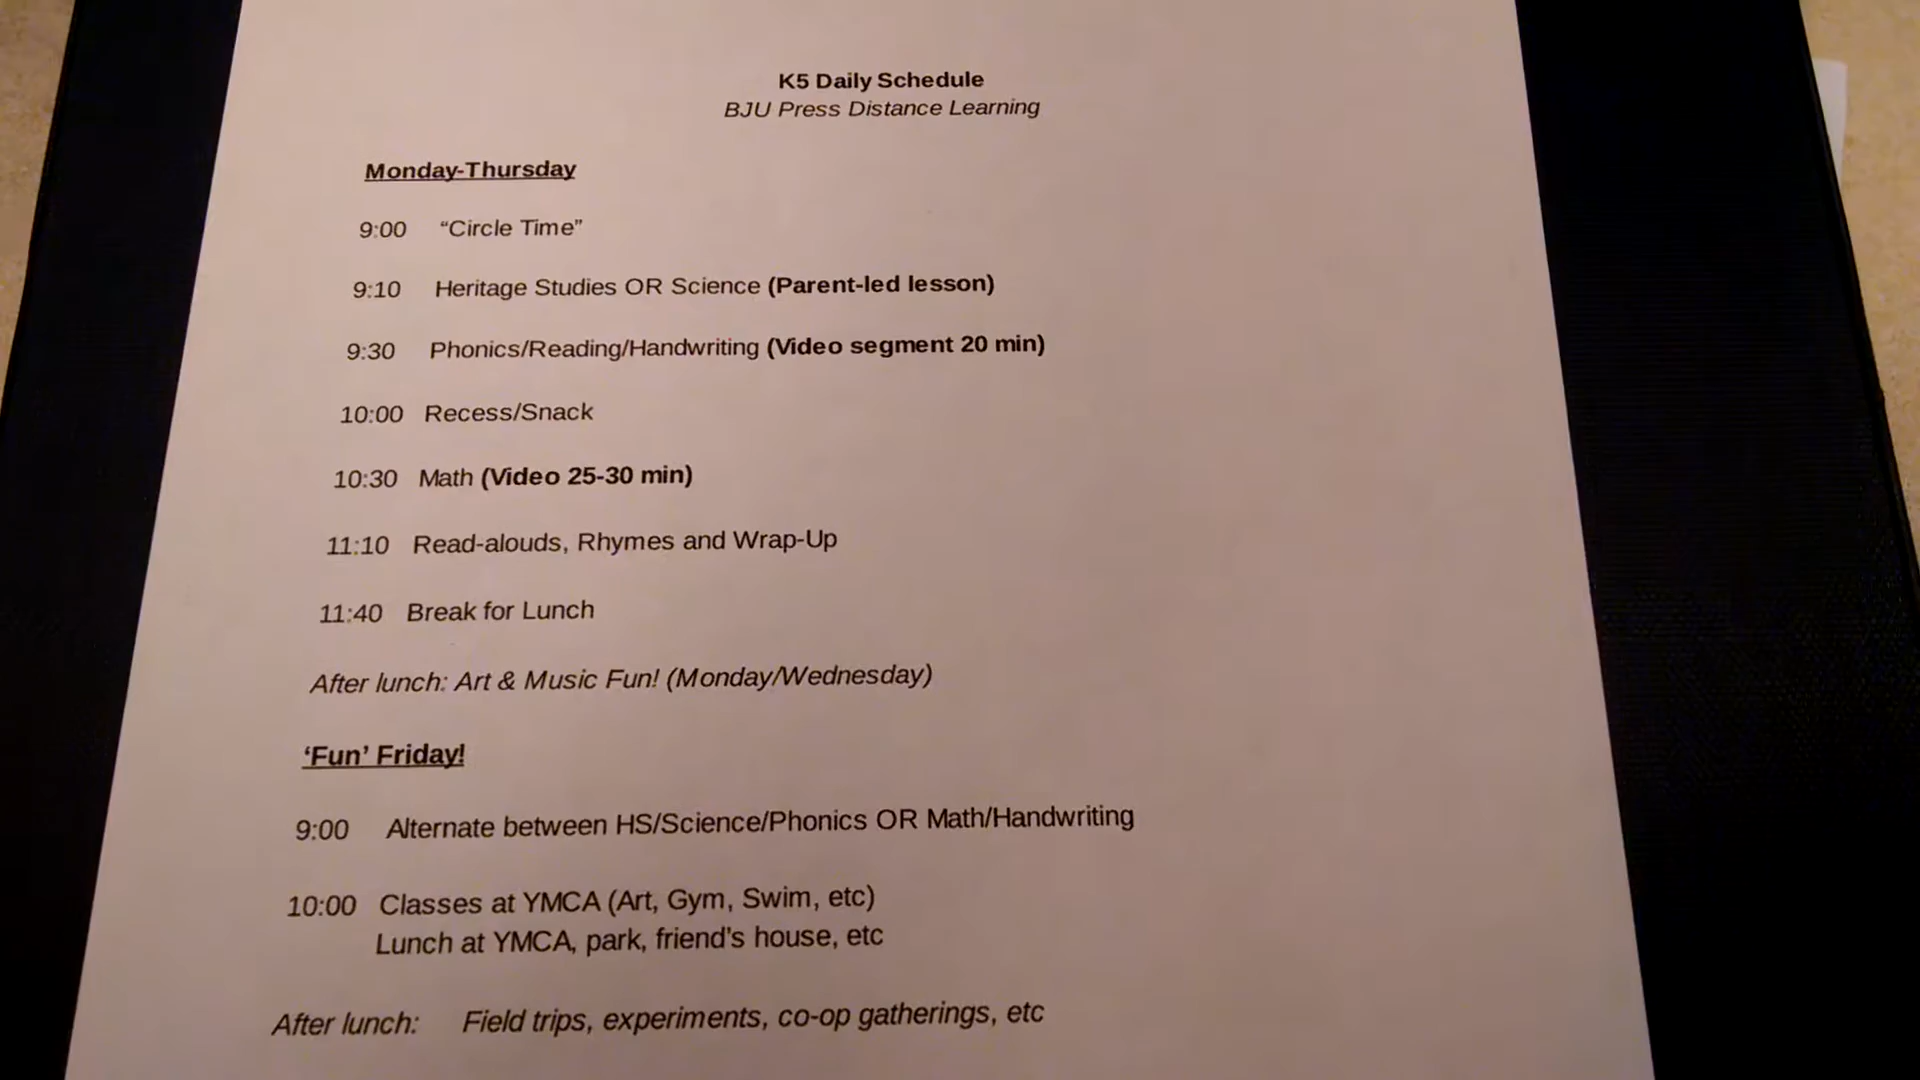 K5 Daily Schedule
BJU Press Distance Learning
Monday-Thursday
9:00 “Circle Time”
9:10 Heritage Studies OR Science (Parent-led lesson)
9:30 Phonics/Reading/Handwriting (Video segment 20 min)
10:00 Recess/Snack
10:30 Math (Video 25-30 min)
11:10 Read-alouds, Rhymes and Wrap-Up
11:40 Break for Lunch
After lunch: Art & Music Fun! (Monday/Wednesday)
‘Fun’ Friday!
9:00 Alternate between HS/Science/Phonics OR Math/Handwriting
10:00 Classes at YMCA (Art, Gym, Swim, etc)
Lunch at YMCA, park, friend's house, etc
After lunch: Field trips, experiments, co-op gatherings, etc